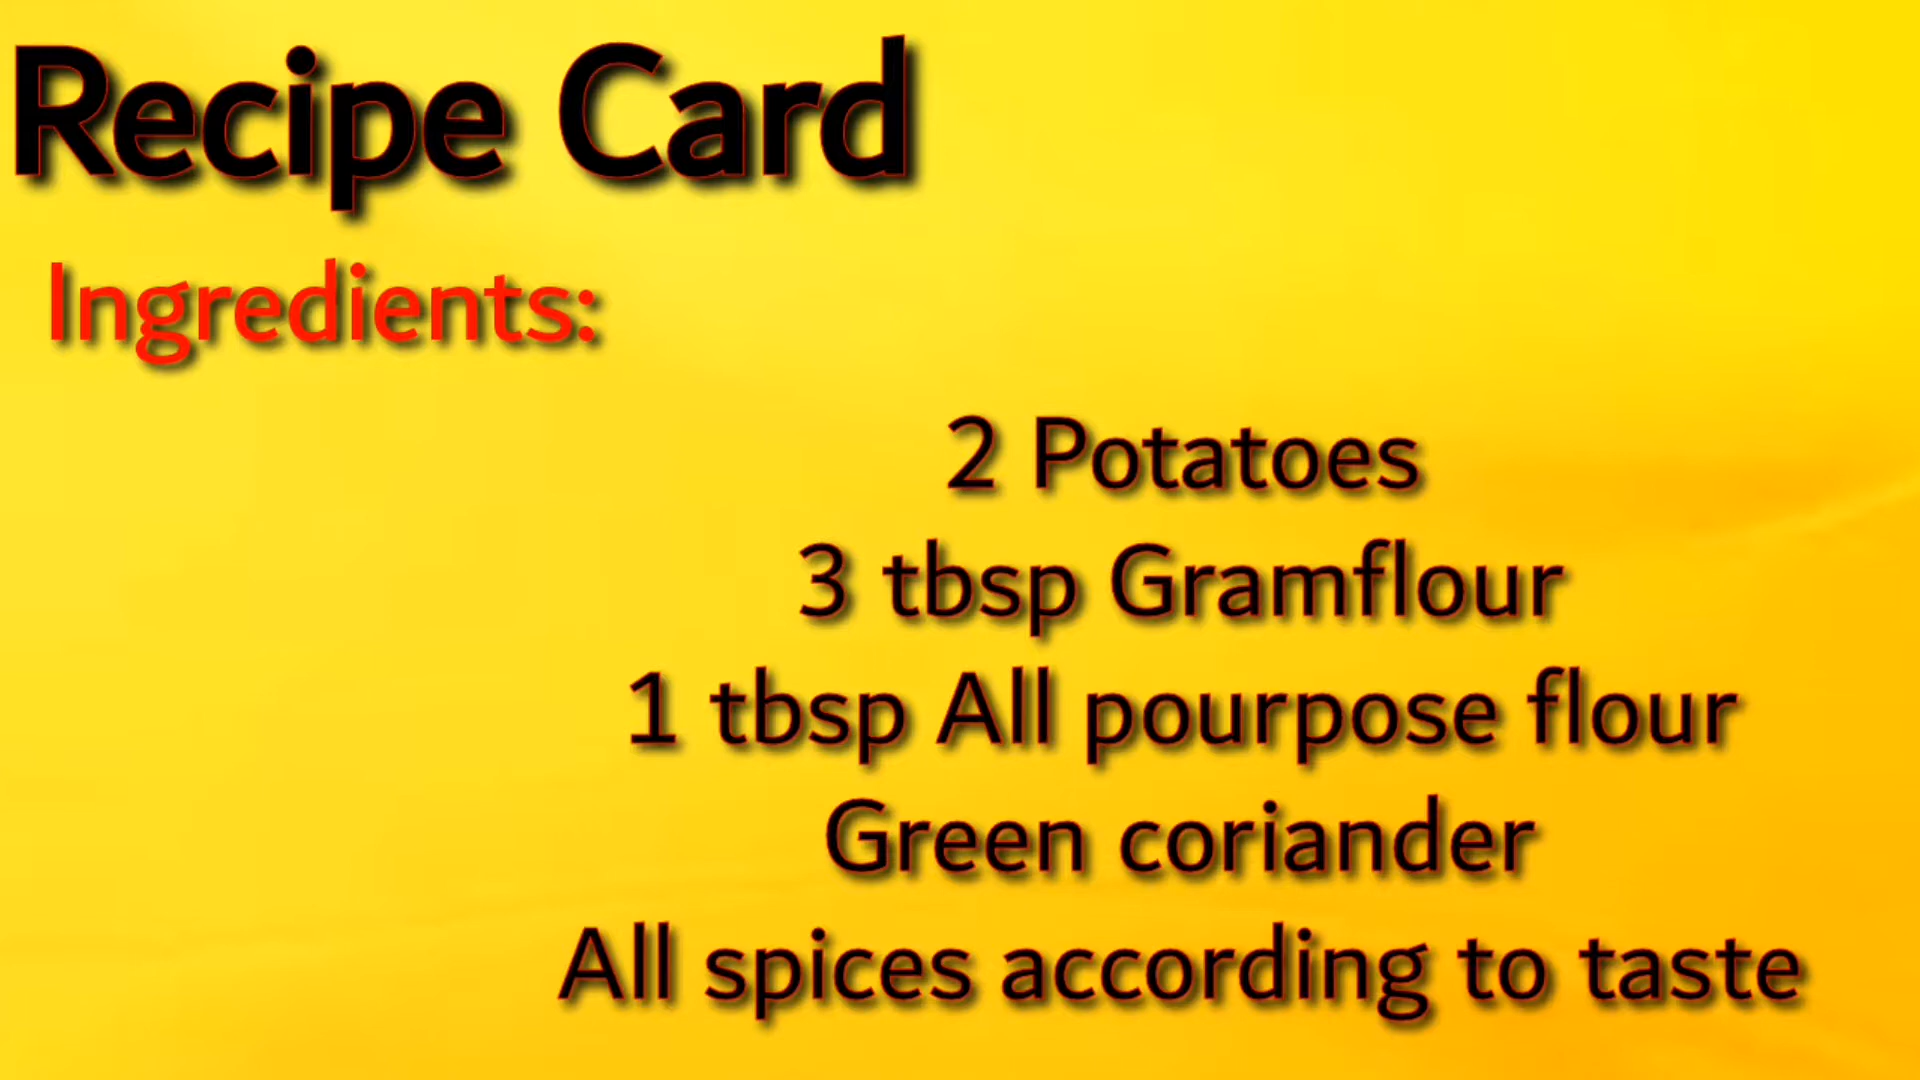 Recipe Card
Ingredients:
2 Potatoes
3 tbsp Gramflour
1 tbsp All pourpose flour
Green coriander
All spices according to taste